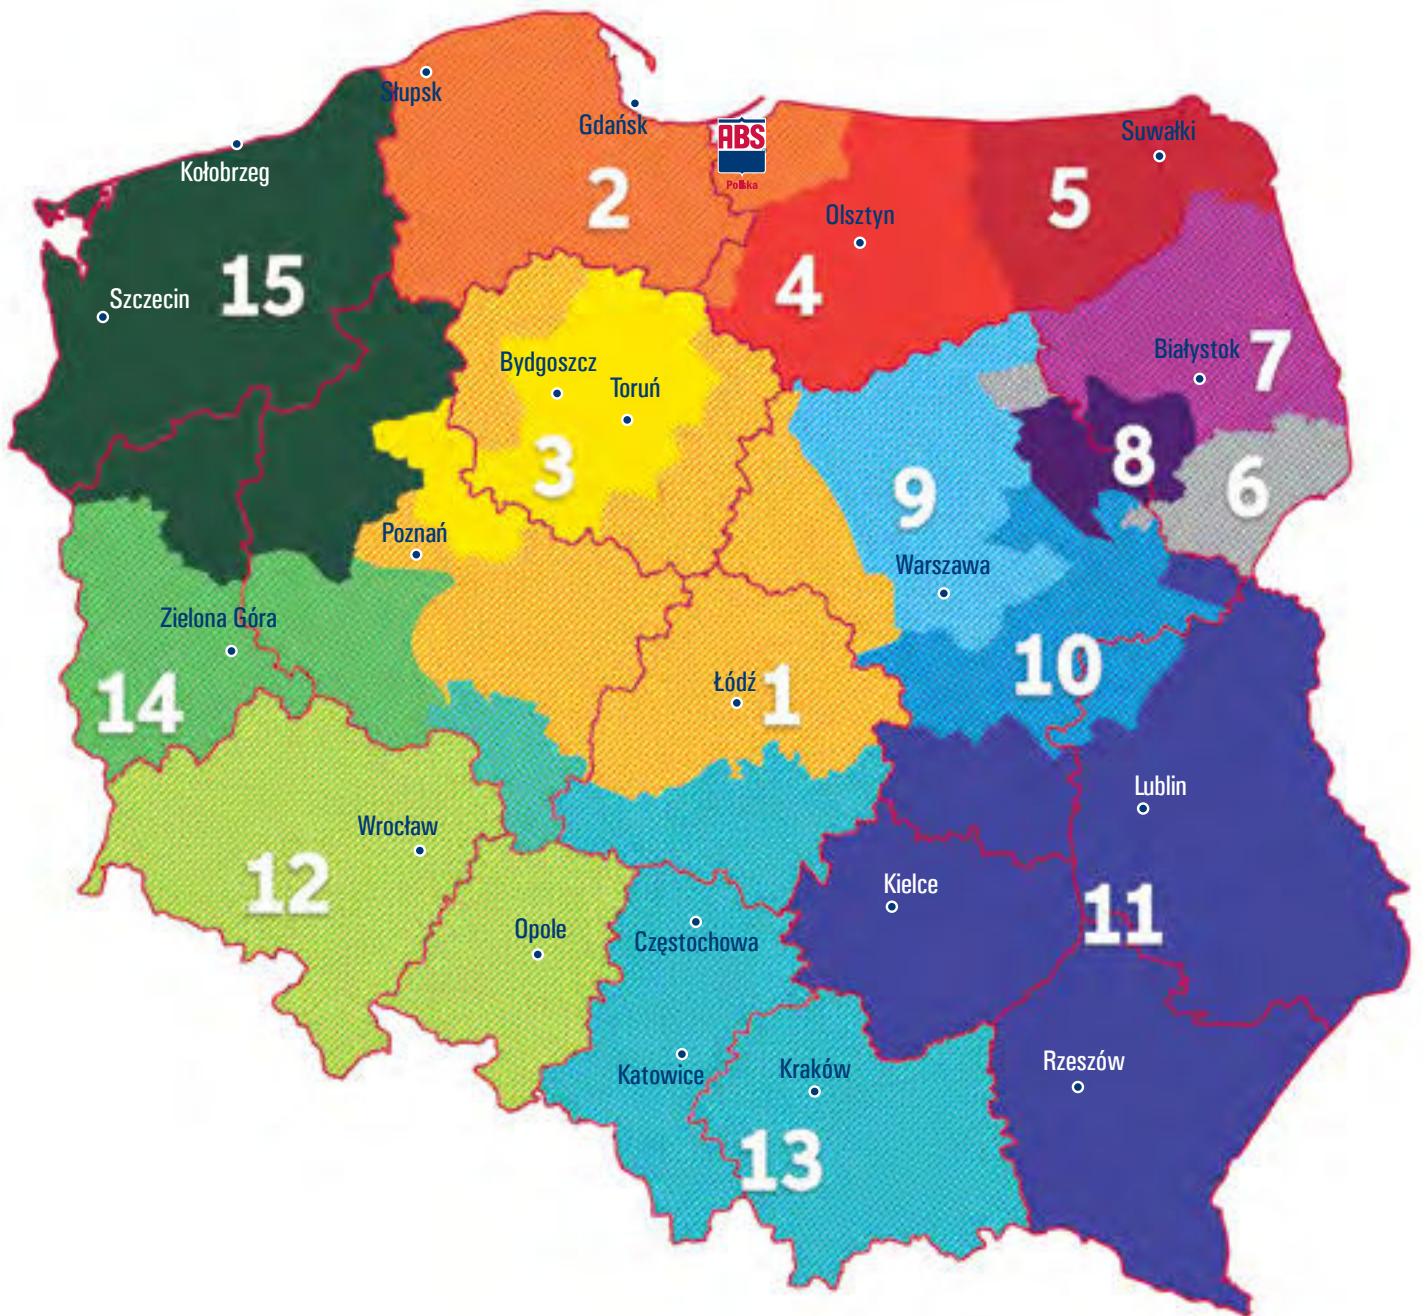 Słupsk
Gdańsk
ABS
Polska
Suwałki
Kołobrzeg
2
5
Olsztyn
15
4
Szczecin
Bydgoszcz
Toruń
Białystok
7
3
8
9
6
Poznań
Warszawa
Zielona Góra
10
14
Łódź
1
Lublin
Wrocław
12
Kielce
11
Opole
Częstochowa
Katowice
Kraków
Rzeszów
13